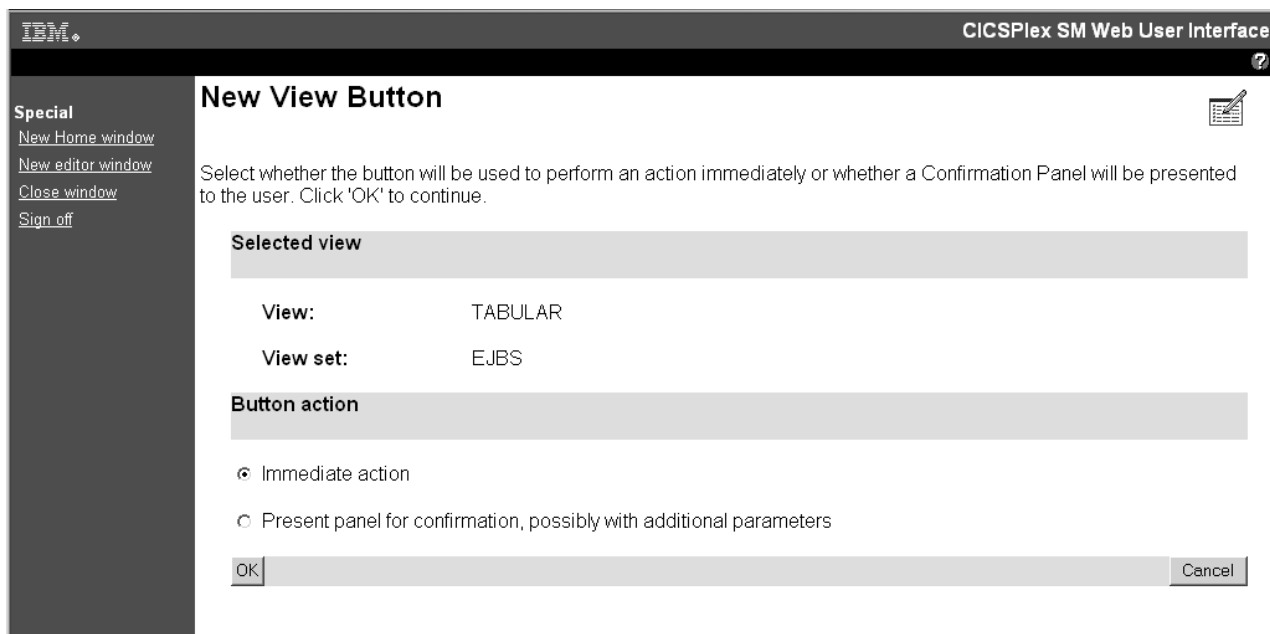 IBM.
CICSPlex SM Web User Interface
?
Special
New Home window
New editor window
Close window
Sign off
New View Button
Select whether the button will be used to perform an action immediately or whether a Confirmation Panel will be presented
to the user. Click 'OK' to continue.
Selected view
View: TABULAR
View set: EJBS
Button action
Immediate action
Present panel for confirmation, possibly with additional parameters
OK Cancel